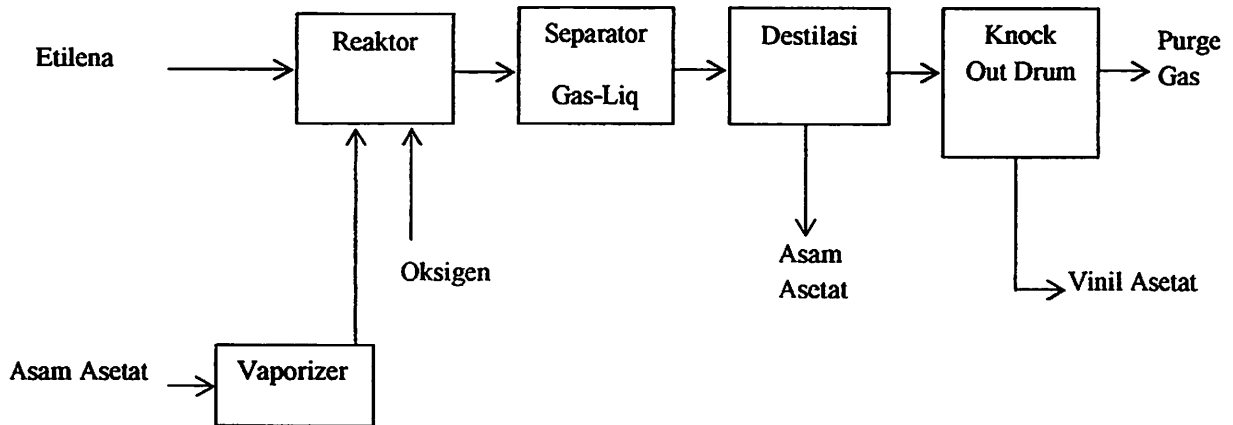 Etilena
Reaktor
Separator
Gas-Liq
Destilasi
Knock
Out Drum
Purge
Gas
Oksigen
Asam
Asetat
Vinil Asetat
Asam Asetat
Vaporizer